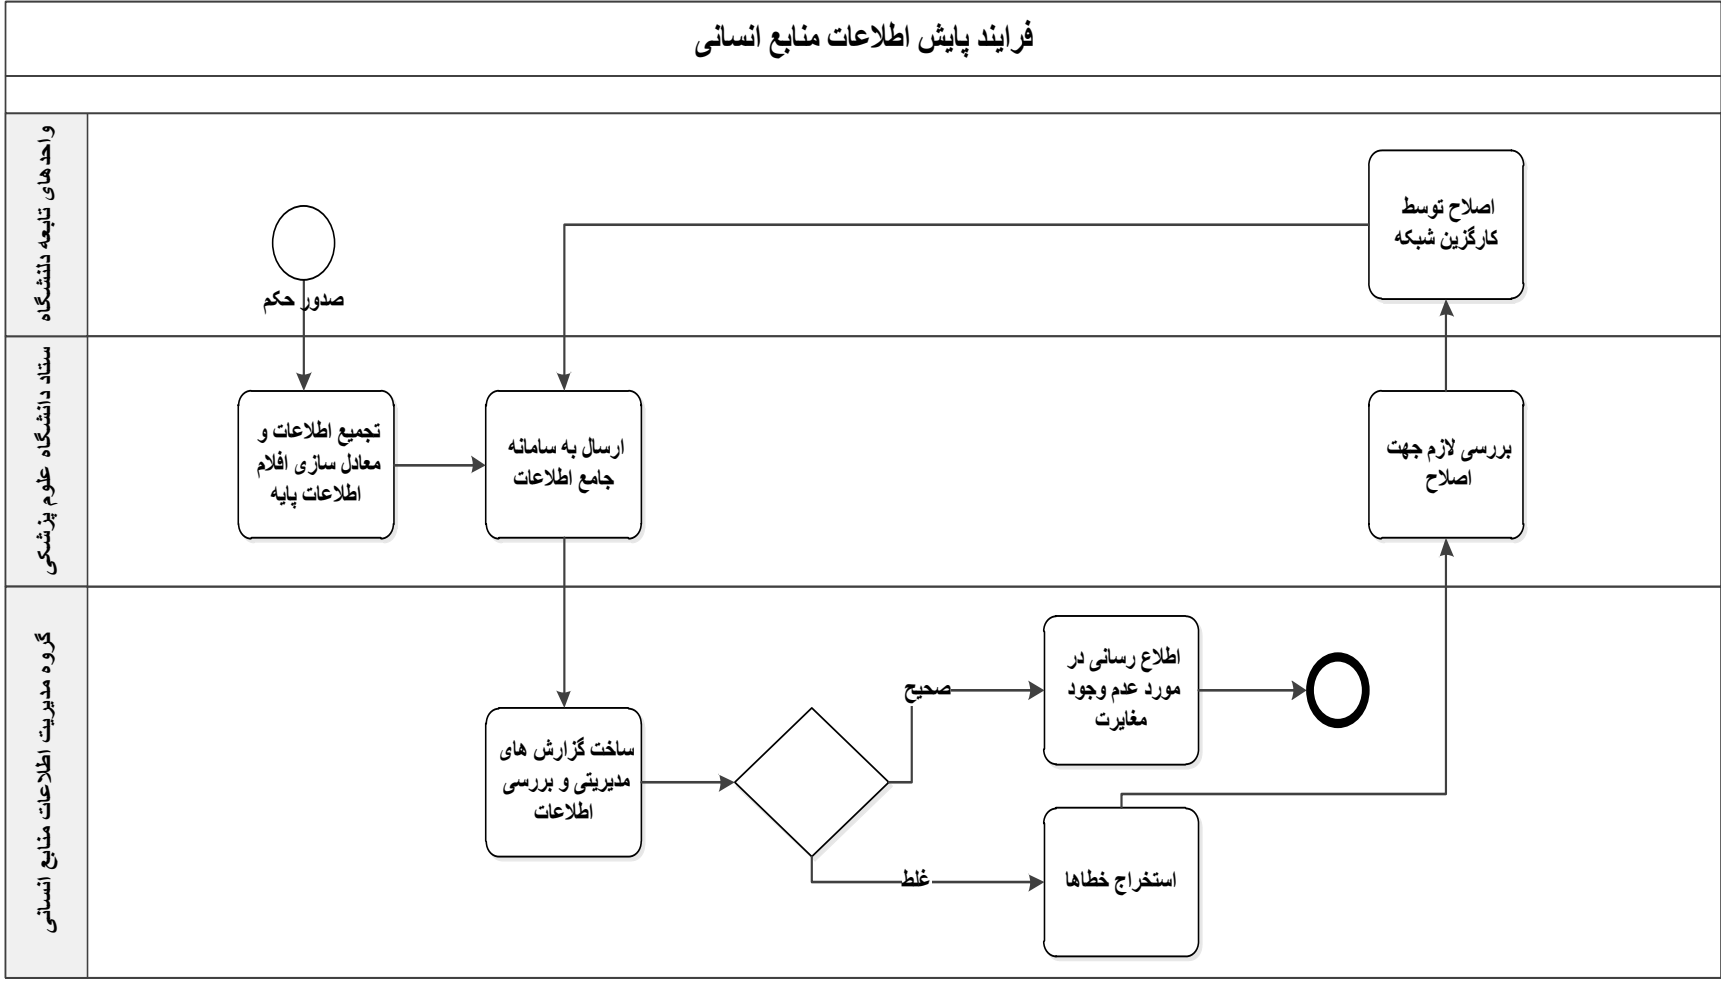 فرایند پایش اطلاعات منابع انسانی
واحدهای تابعه دانشگاه
صدور حکم
اصلاح توسط
کارگزین شبکه
ستاد دانشگاه علوم پزشکی
تجمیع اطلاعات و
معادل سازی اقلام
اطلاعات پایه
ارسال به سامانه
جامع اطلاعات
بررسی لازم جهت
اصلاح
گروه مدیریت اطلاعات منابع انسانی
ساخت گزارش های
مدیریتی و بررسی
اطلاعات
صحیح
غلط
اطلاع رسانی در
مورد عدم وجود
مغایرت
استخراج خطاها